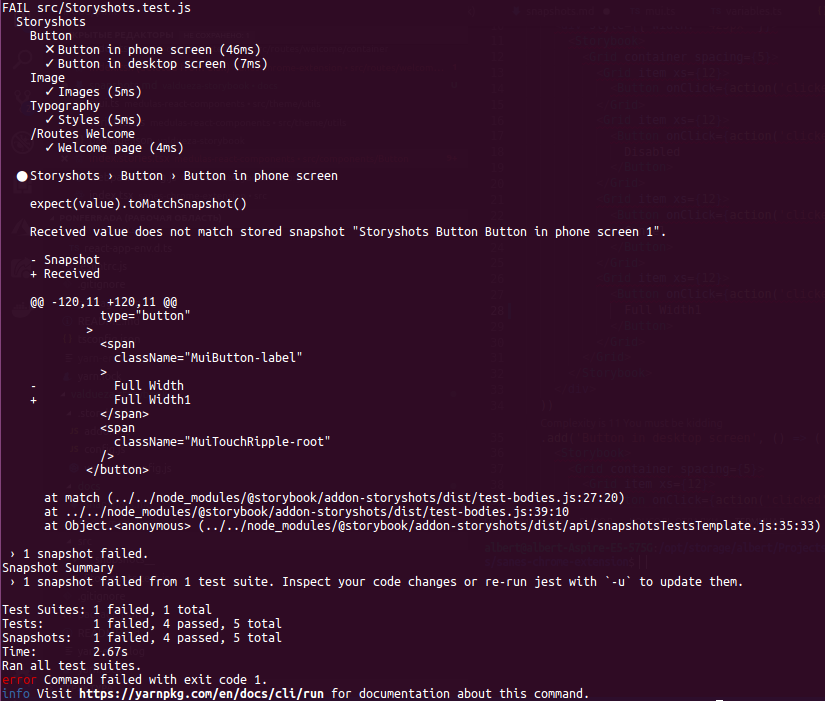 FAIL src/Storyshots.test.js
Storyshots
Button
✕ Button in phone screen (46ms)
✓ Button in desktop screen (7ms)
Image
✓ Images (5ms)
Typography
✓ Styles (5ms)
/Routes Welcome
✓ Welcome page (4ms)
● Storyshots › Button › Button in phone screen
expect(value).toMatchSnapshot()
Received value does not match stored snapshot "Storyshots Button Button in phone screen 1".
- Snapshot
+ Received
@@ -120,11 +120,11 @@
type="button"
>
<span
className="MuiButton-label"
>
- Full Width
+ Full Width1
</span>
<span
className="MuiTouchRipple-root"
/>
</button>
at match (../../node_modules/@storybook/addon-storyshots/dist/test-bodies.js:27:20)
at ../../node_modules/@storybook/addon-storyshots/dist/test-bodies.js:39:10
at Object.<anonymous> (../../node_modules/@storybook/addon-storyshots/dist/api/snapshotsTestsTemplate.js:35:33)
› 1 snapshot failed.
Snapshot Summary
› 1 snapshot failed from 1 test suite. Inspect your code changes or re-run jest with `-u` to update them.
Test Suites: 1 failed, 1 total
Tests: 1 failed, 4 passed, 5 total
Snapshots: 1 failed, 4 passed, 5 total
Time: 2.67s
Ran all test suites.
error Command failed with exit code 1.
info Visit https://yarnpkg.com/en/docs/cli/run for documentation about this command.